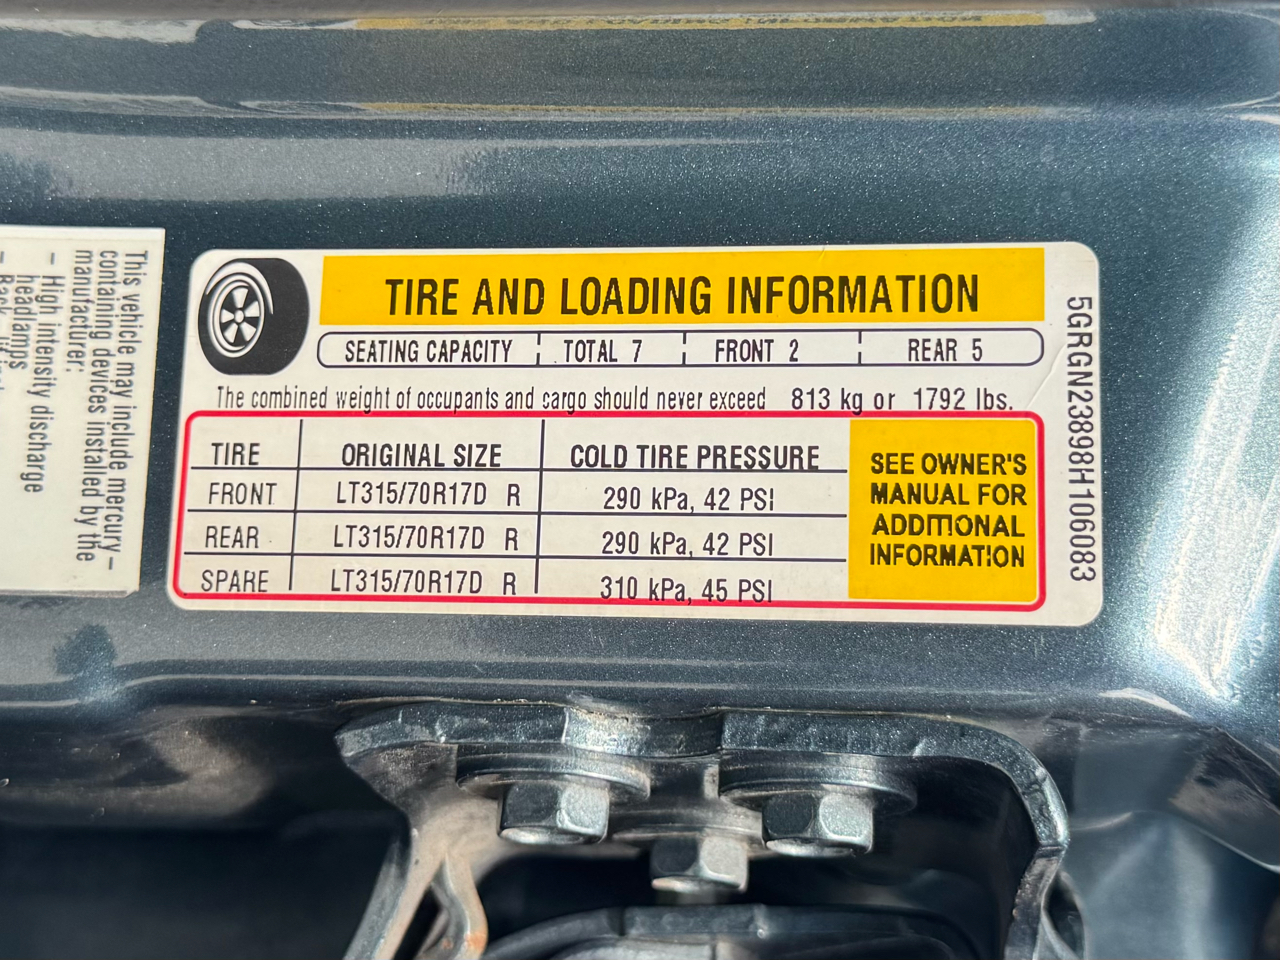 This vehicle may include mercury-
containing devices installed by the
manufacturer:
- High intensity discharge
headlamps
TIRE AND LOADING INFORMATION
SEATING CAPACITY TOTAL 7 FRONT 2 REAR 5
The combined weight of occupants and cargo should never exceed 813 kg or 1792 lbs.
TIRE ORIGINAL SIZE COLD TIRE PRESSURE
FRONT LT315/70R17D R 290 kPa, 42 PSI
REAR LT315/70R17D R 290 kPa, 42 PSI
SPARE LT315/70R17D R 310 kPa, 45 PSI
SEE OWNER'S
MANUAL FOR
ADDITIONAL
INFORMATION
5GRGN23898H106083